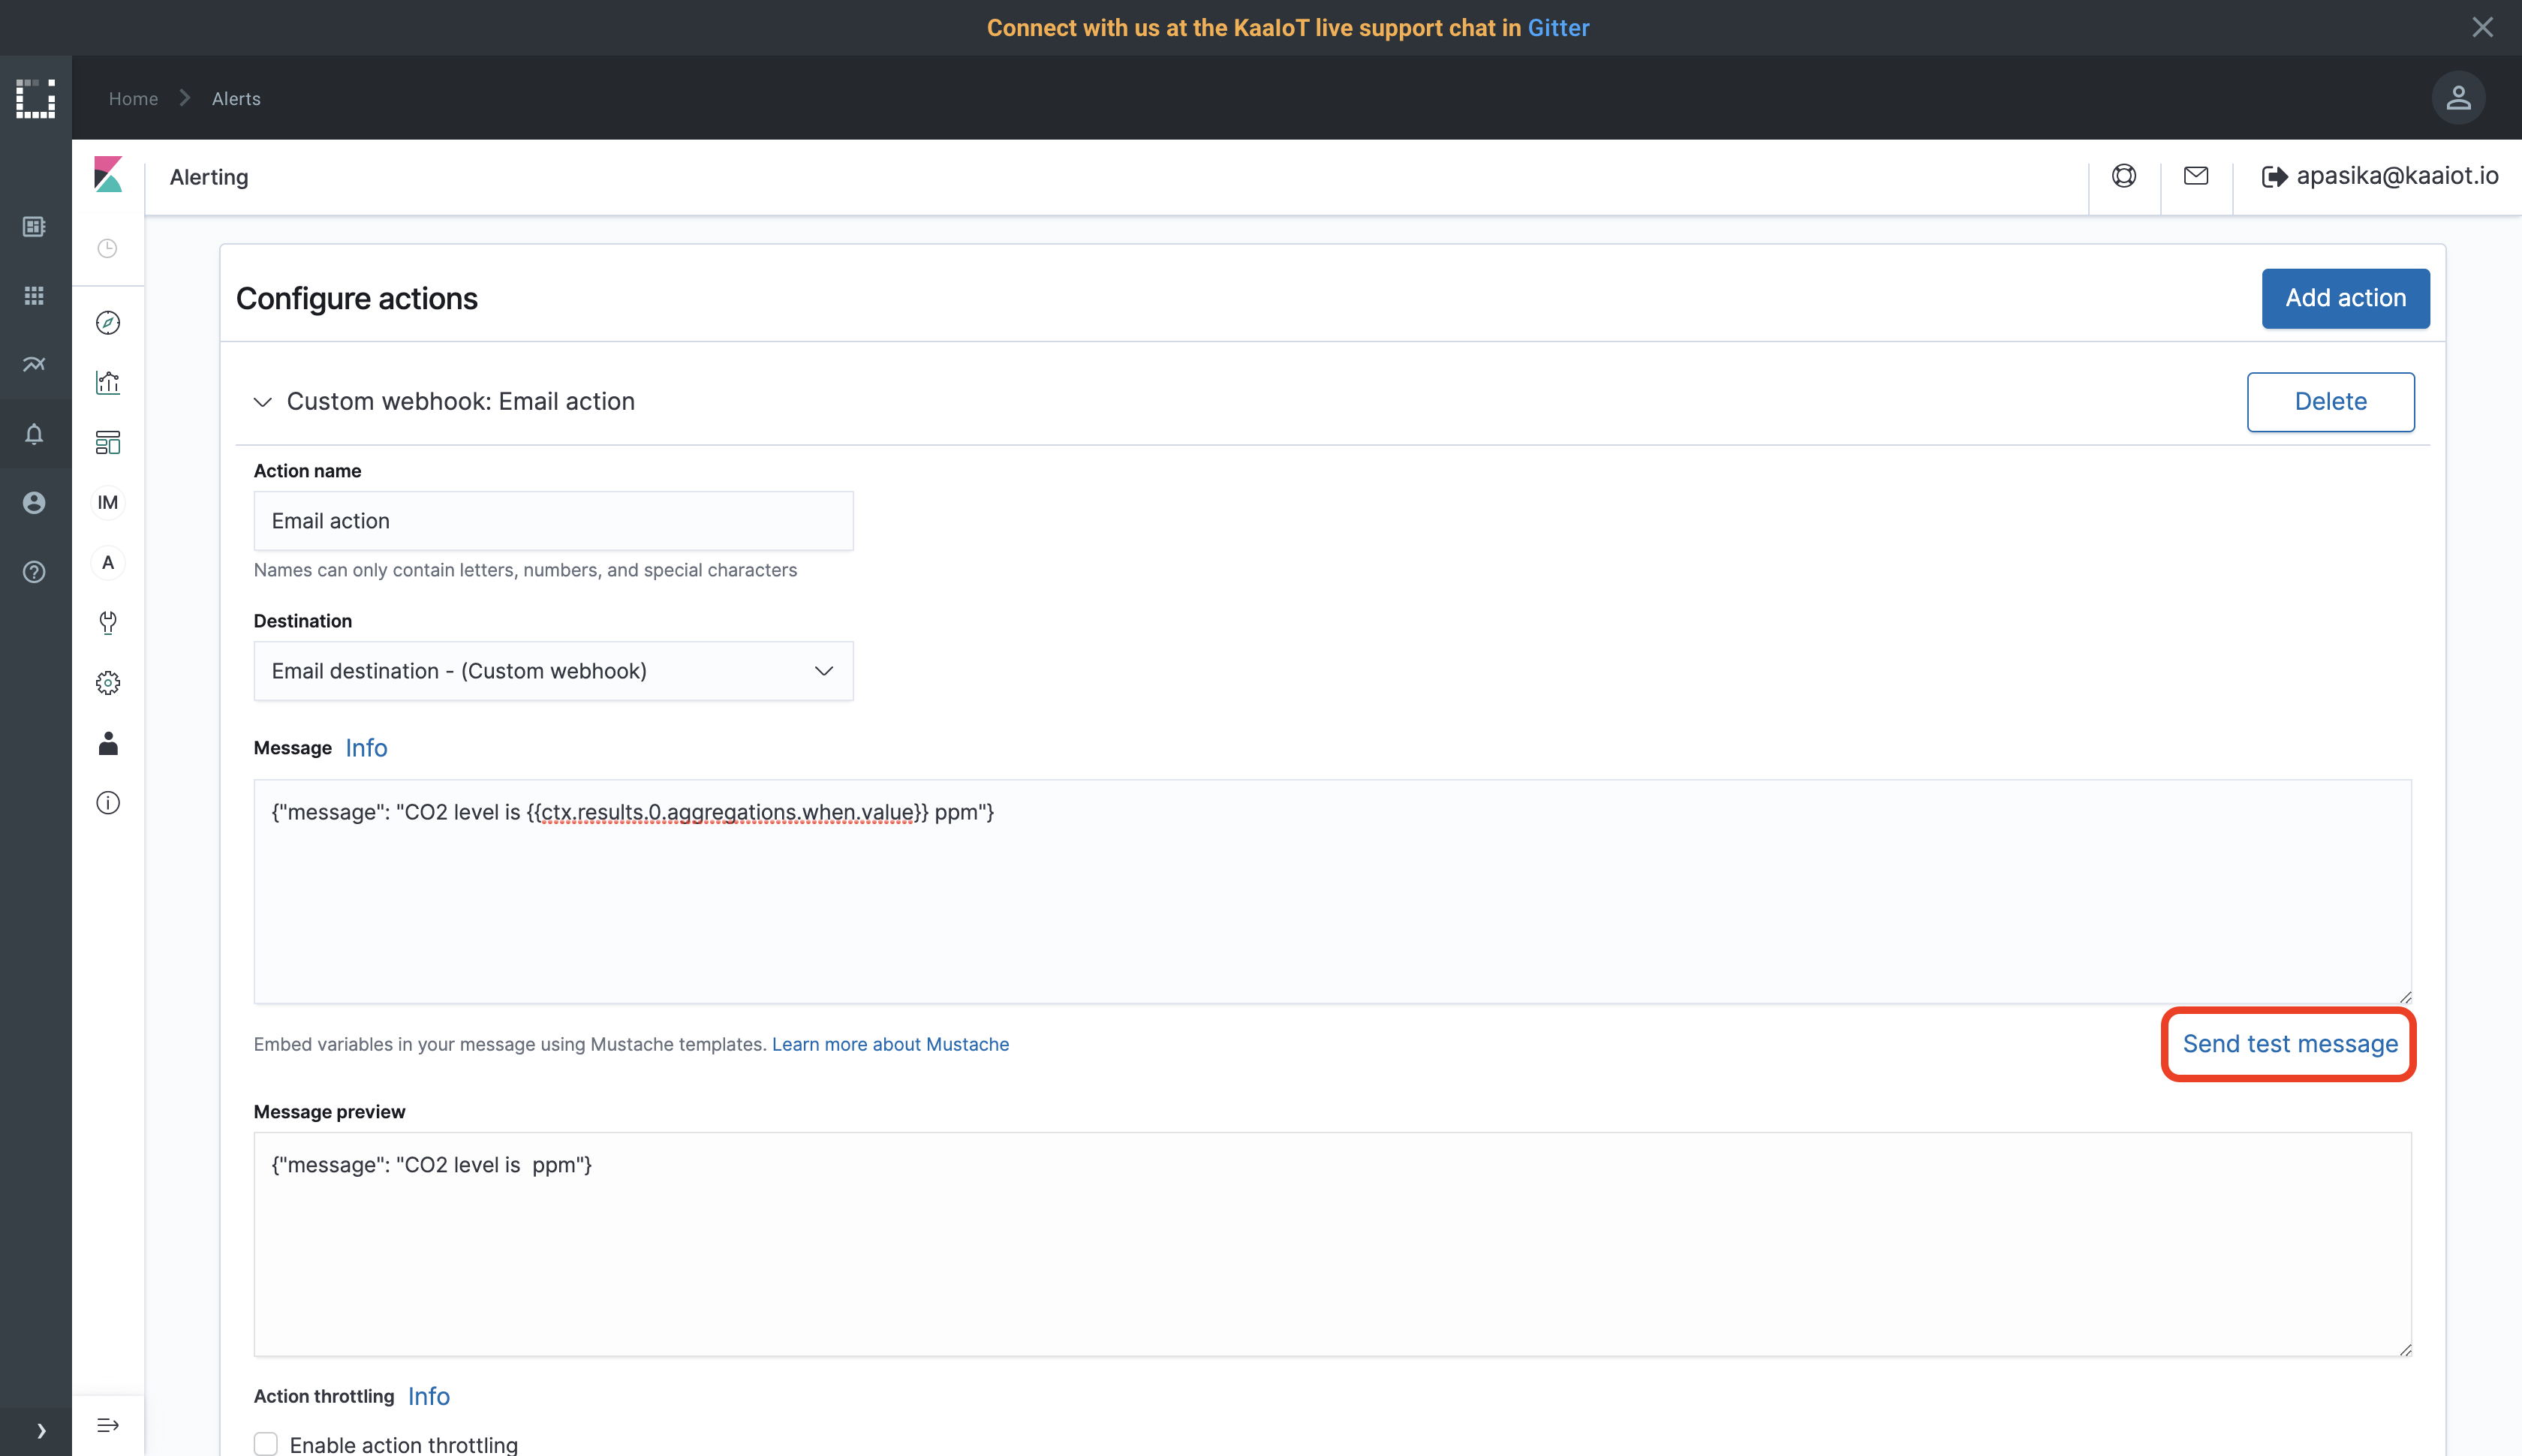 Connect with us at the KaaIoT live support chat in Gitter
Home > Alerts
Alerting
apasika@kaaiot.io
Configure actions
Add action
Custom webhook: Email action
Delete
Action name
Email action
Names can only contain letters, numbers, and special characters
Destination
Email destination - (Custom webhook)
Message Info
{"message": "CO2 level is {{ctx.results.0.aggregations.when.value}} ppm"}
Embed variables in your message using Mustache templates. Learn more about Mustache
Send test message
Message preview
{"message": "CO2 level is  ppm"}
Action throttling Info
Enable action throttling
IM
A